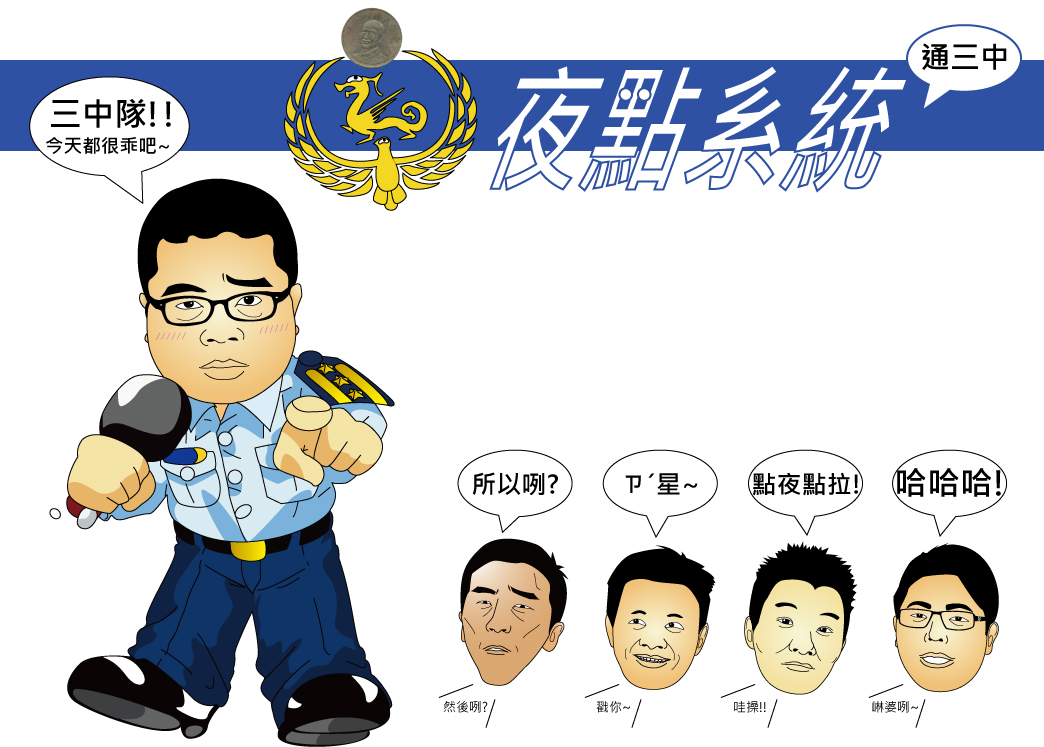 通三中
夜點系統
三中隊!!
今天都很乖吧~
所以咧?
ㄗˊ星~
點夜點拉!
哈哈哈!
然後咧?
戳你~
哇操!!
崊婆咧~